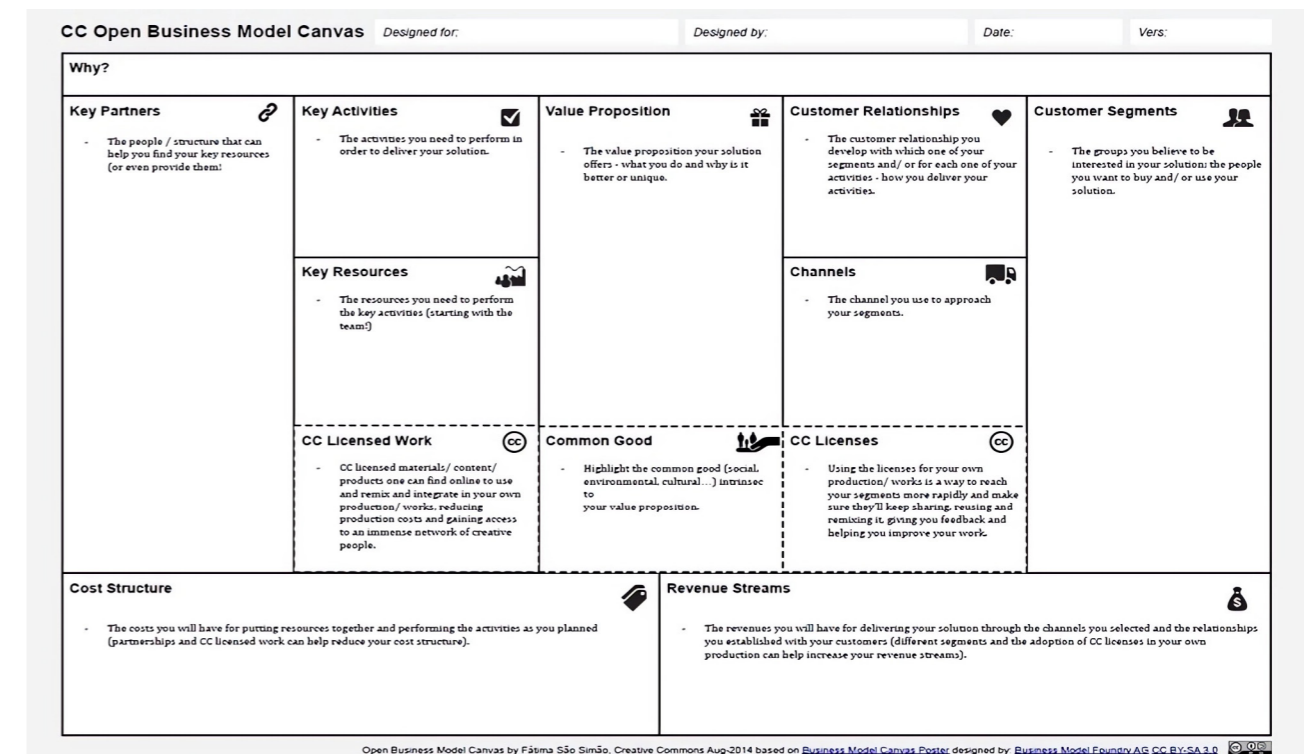 CC Open Business Model Canvas
Designed for:
Designed by:
Date:
Vers:
Why?
Key Partners
- The people / structure that can
help you find your key resources
(or even provide them!
Key Activities
- The activities you need to perform in
order to deliver your solution.
Key Resources
- The resources you need to perform
the key activities (starting with the
team!)
CC Licensed Work
- CC licensed materials/ content/
products one can find online to use
and remix and integrate in your own
production/ works, reducing
production costs and gaining access
to an immense network of creative
people.
Value Proposition
- The value proposition your solution
offers - what you do and why is it
better or unique.
Common Good
- Highlight the common good (social,
environmental, cultural...) intrinsec
to
your value proposition.
Customer Relationships
- The customer relationship you
develop with which one of your
segments and/ or for each one of your
activities - how you deliver your
activities.
Channels
- The channel you use to approach
your segments.
CC Licenses
- Using the licenses for your own
production/ works is a way to reach
your segments more rapidly and make
sure they'll keep sharing, reusing and
remixing it, giving you feedback and
helping you improve your work.
Customer Segments
- The groups you believe to be
interested in your solution; the people
you want to buy and/ or use your
solution.
Cost Structure
- The costs you will have for putting resources together and performing the activities as you planned
(partnerships and CC licensed work can help reduce your cost structure).
Revenue Streams
- The revenues you will have for delivering your solution through the channels you selected and the relationships
you established with your customers (different segments and the adoption of CC licenses in your own
production can help increase your revenue streams).
Open Business Model Canvas by Fátima São Simão, Creative Commons Aug-2014 based on Business Model Canvas Poster designed by: Business Model Foundry AG CC BY-SA 3.0